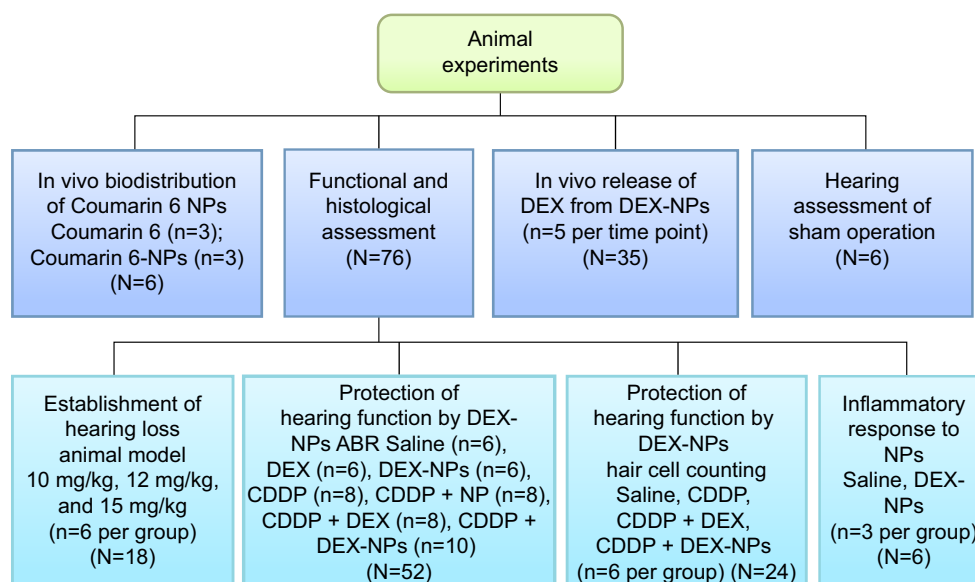 Animal
experiments
In vivo biodistribution
of Coumarin 6 NPs
Coumarin 6 (n=3);
Coumarin 6-NPs (n=3)
(N=6)
Functional and
histological
assessment
(N=76)
In vivo release of
DEX from DEX-NPs
(n=5 per time point)
(N=35)
Hearing
assessment of
sham operation
(N=6)
Establishment of
hearing loss
animal model
10 mg/kg, 12 mg/kg,
and 15 mg/kg
(n=6 per group)
(N=18)
Protection of
hearing function by DEX-
NPs ABR Saline (n=6),
DEX (n=6), DEX-NPs (n=6),
CDDP (n=8), CDDP + NP (n=8),
CDDP + DEX (n=8), CDDP +
DEX-NPs (n=10)
(N=52)
Protection of
hearing function by
DEX-NPs
hair cell counting
Saline, CDDP,
CDDP + DEX,
CDDP + DEX-NPs
(n=6 per group) (N=24)
Inflammatory
response to
NPs
Saline, DEX-
NPs
(n=3 per group)
(N=6)